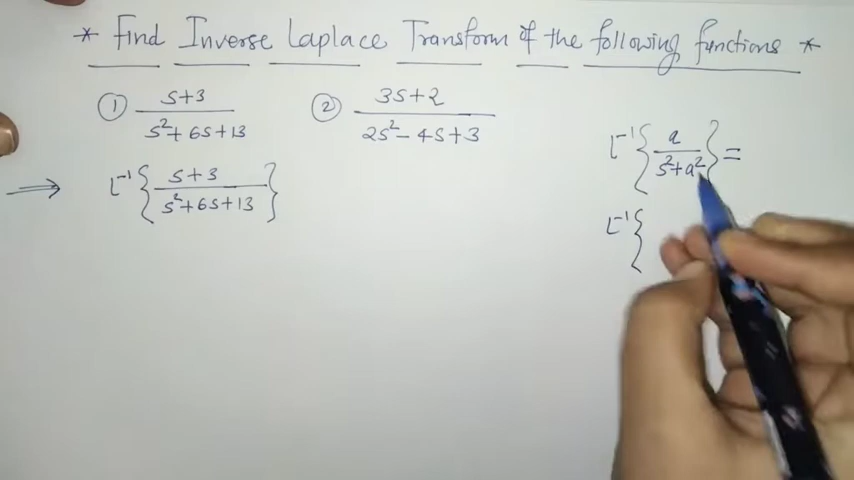 * Find Inverse Laplace Transform of the following functions *
① (s+3)/(s²+6s+13) ② (3s+2)/(2s²-4s+3)
L⁻¹{a/(s²+a²)} =
⇒ L⁻¹{(s+3)/(s²+6s+13)}
L⁻¹{